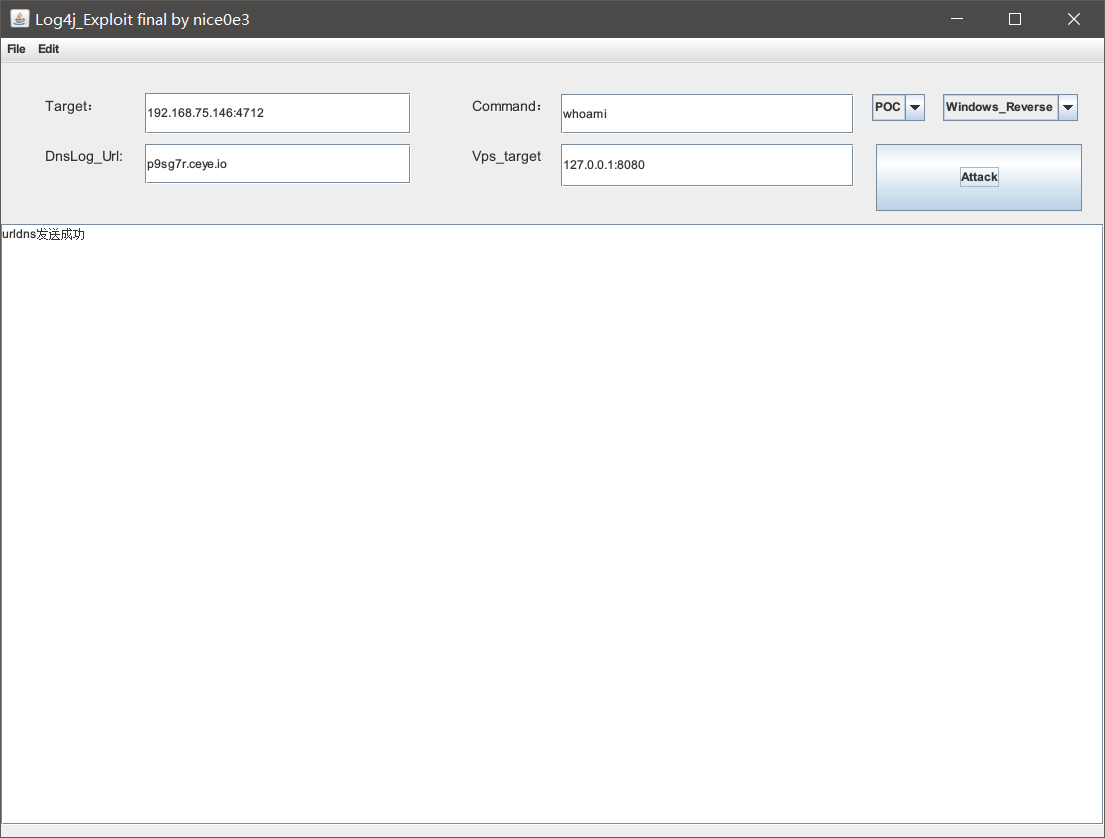 Log4j_Exploit final by nice0e3
File Edit
Target： 192.168.75.146:4712 Command： whoami POC Windows_Reverse
DnsLog_Url: p9sg7r.ceye.io Vps_target 127.0.0.1:8080 Attack
urldns发送成功